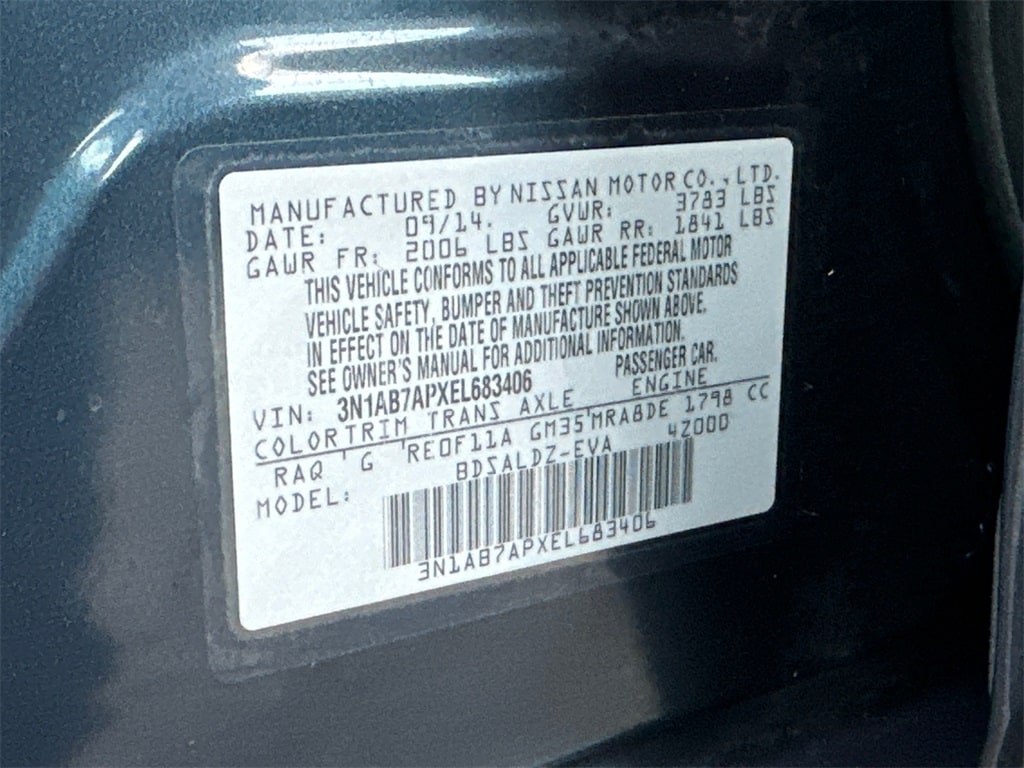 MANUFACTURED BY NISSAN MOTOR CO., LTD.
DATE: 09/14. GVWR: 3783 LBS
GAWR FR: 2006 LBS GAWR RR: 1841 LBS
THIS VEHICLE CONFORMS TO ALL APPLICABLE FEDERAL MOTOR
VEHICLE SAFETY, BUMPER AND THEFT PREVENTION STANDARDS
IN EFFECT ON THE DATE OF MANUFACTURE SHOWN ABOVE.
SEE OWNER'S MANUAL FOR ADDITIONAL INFORMATION.
VIN: 3N1AB7APXEL683406 PASSENGER CAR.
COLOR TRIM TRANS AXLE ENGINE
RAQ ' G 'RE0F11A GM35'MRA8DE 1798 CC
MODEL: BDSALDZ-EVA 42000
3N1AB7APXEL683406